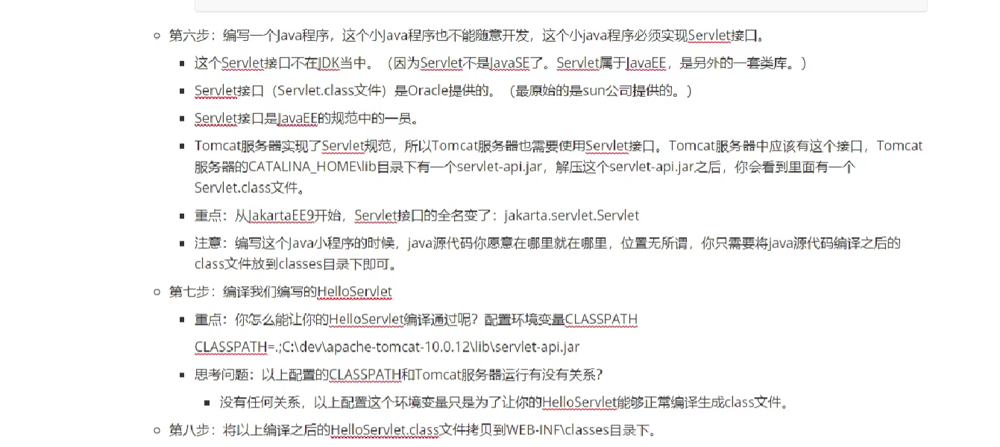 第六步：编写一个Java程序，这个小Java程序也不能随意开发，这个小java程序必须实现Servlet接口。
这个Servlet接口不在JDK当中。（因为Servlet不是JavaSE了。Servlet属于JavaEE，是另外的一套类库。）
Servlet接口（Servlet.class文件）是Oracle提供的。（最原始的是sun公司提供的。）
Servlet接口是JavaEE的规范中的一员。
Tomcat服务器实现了Servlet规范，所以Tomcat服务器也需要使用Servlet接口。Tomcat服务器中应该有这个接口，Tomcat
服务器的CATALINA_HOME\lib目录下有一个servlet-api.jar，解压这个servlet-api.jar之后，你会看到里面有一个
Servlet.class文件。
重点：从JakartaEE9开始，Servlet接口的全名变了：jakarta.servlet.Servlet
注意：编写这个Java小程序的时候，java源代码你愿意在哪里就在哪里，位置无所谓，你只需要将java源代码编译之后的
class文件放到classes目录下即可。
第七步：编译我们编写的HelloServlet
重点：你怎么能让你的HelloServlet编译通过呢？配置环境变量CLASSPATH
CLASSPATH=.;C:\dev\apache-tomcat-10.0.12\lib\servlet-api.jar
思考问题：以上配置的CLASSPATH和Tomcat服务器运行有没有关系？
没有任何关系，以上配置这个环境变量只是为了让你的HelloServlet能够正常编译生成class文件。
第八步：将以上编译之后的HelloServlet.class文件拷贝到WEB-INF\classes目录下。